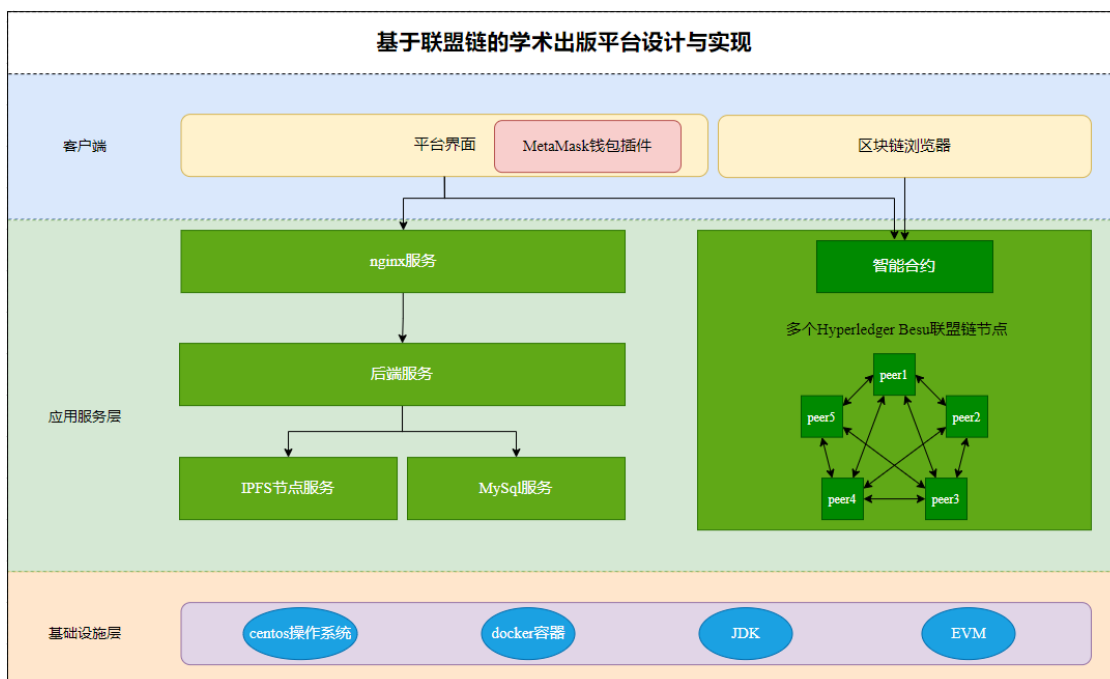 基于联盟链的学术出版平台设计与实现
客户端
平台界面
MetaMask钱包插件
区块链浏览器
nginx服务
智能合约
多个Hyperledger Besu联盟链节点
后端服务
peer1
应用服务层
peer5
peer2
IPFS节点服务
MySql服务
peer4
peer3
基础设施层
centos操作系统
docker容器
JDK
EVM